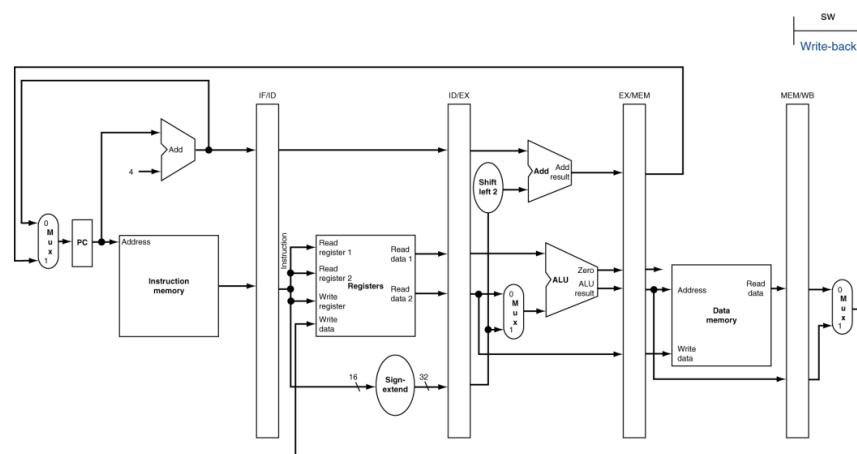 SW
Write-back
IF/ID
ID/EX
EX/MEM
MEM/WB
Add
4
Add
Add
result
Shift
left 2
0
M
u
x
1
PC
Address
Instruction
memory
Instruction
Read
register 1
Read
register 2
Write
register
Write
data
Registers
Read
data 1
Read
data 2
0
M
u
x
1
ALU
Zero
ALU
result
Address
Write
data
Data
memory
Read
data
0
M
u
x
1
16
Sign-
extend
32